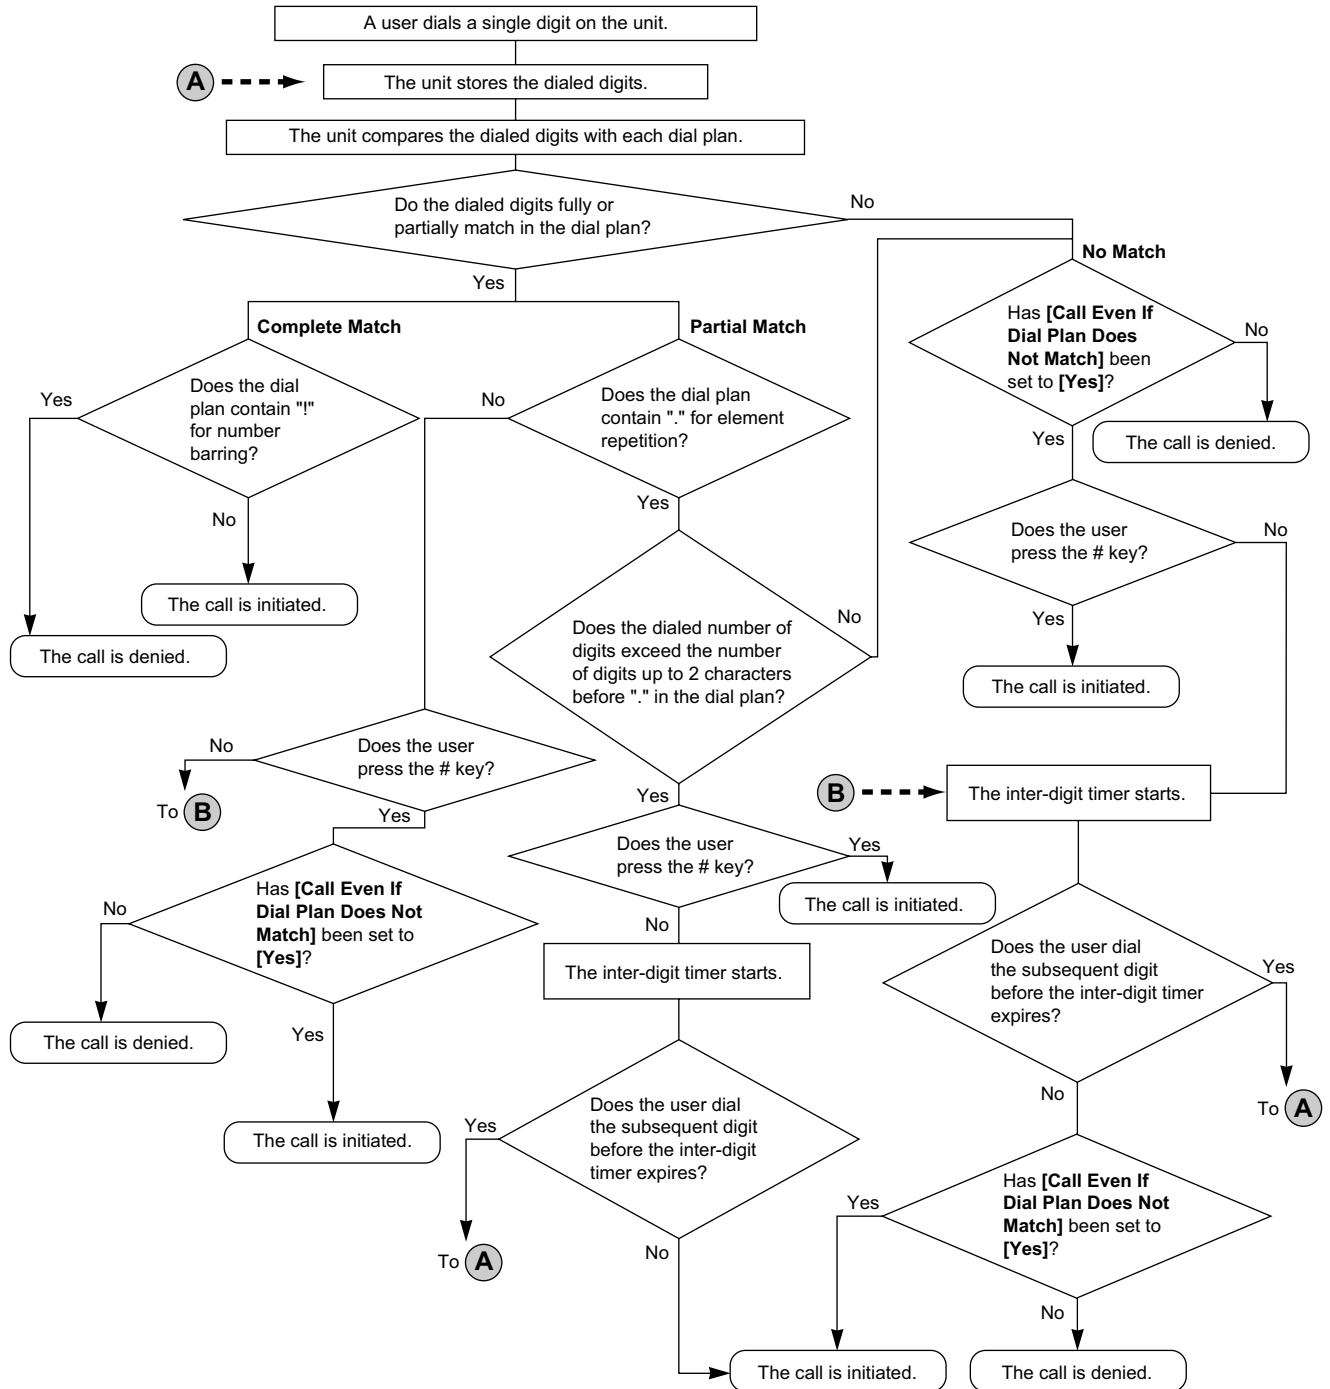 A user dials a single digit on the unit.
A
The unit stores the dialed digits.
The unit compares the dialed digits with each dial plan.
Do the dialed digits fully or
partially match in the dial plan?
No
Yes
No Match
Complete Match
Partial Match
Has [Call Even If
Dial Plan Does
Not Match] been
set to [Yes]?
No
Yes
The call is denied.
Does the dial
plan contain "!"
for number
barring?
Yes
No
The call is initiated.
The call is denied.
Does the dial plan
contain "." for element
repetition?
No
Yes
Does the user
press the # key?
No
Yes
The call is initiated.
Does the dialed number of
digits exceed the number
of digits up to 2 characters
before "." in the dial plan?
No
Yes
Does the user
press the # key?
No
To B
Yes
B
The inter-digit timer starts.
Does the user
press the # key?
Yes
The call is initiated.
No
Has [Call Even If
Dial Plan Does Not
Match] been set to
[Yes]?
No
The call is denied.
Yes
The call is initiated.
The inter-digit timer starts.
Does the user dial
the subsequent digit
before the inter-digit timer
expires?
Yes
To A
No
Does the user dial
the subsequent digit
before the inter-digit
timer expires?
Yes
To A
No
Has [Call Even If
Dial Plan Does Not
Match] been set to
[Yes]?
Yes
No
The call is initiated.
The call is denied.